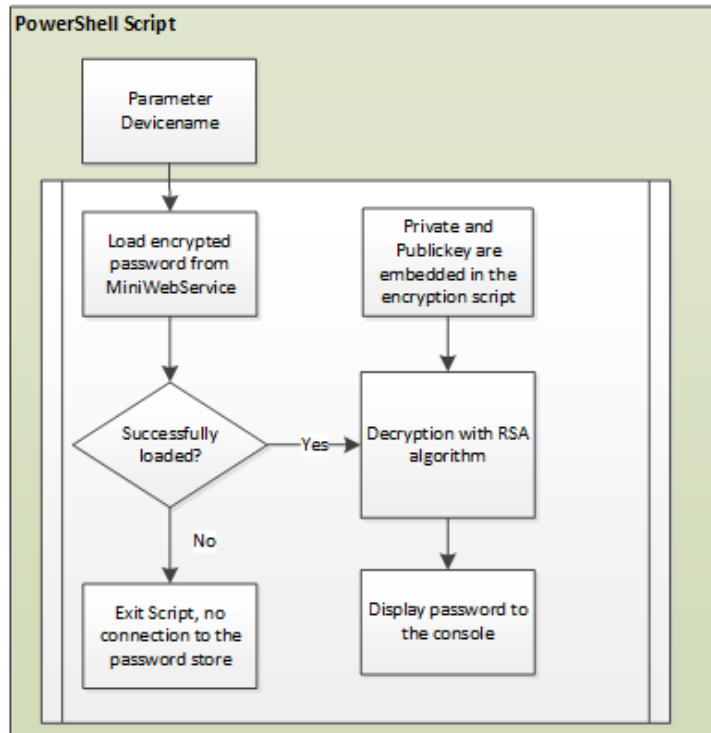 PowerShell Script
Parameter
Devicename
Load encrypted
password from
MiniWebService
Private and
Publickey are
embedded in the
encryption script
Successfully
loaded?
Yes
Decryption with RSA
algorithm
No
Exit Script, no
connection to the
password store
Display password to
the console